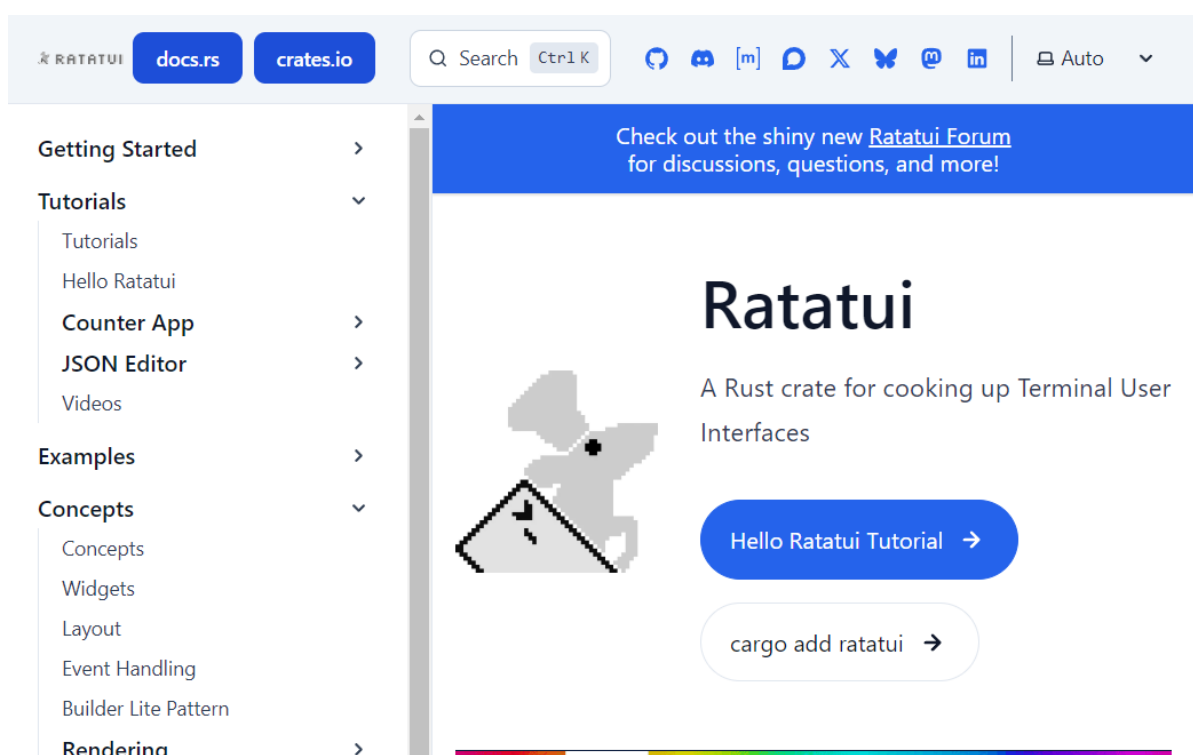 RATATUI
docs.rs
crates.io
Search
Ctrl K
[m]
Auto
Getting Started
Tutorials
Tutorials
Hello Ratatui
Counter App
JSON Editor
Videos
Examples
Concepts
Concepts
Widgets
Layout
Event Handling
Builder Lite Pattern
Rendering
Check out the shiny new Ratatui Forum
for discussions, questions, and more!
Ratatui
A Rust crate for cooking up Terminal User
Interfaces
Hello Ratatui Tutorial
cargo add ratatui